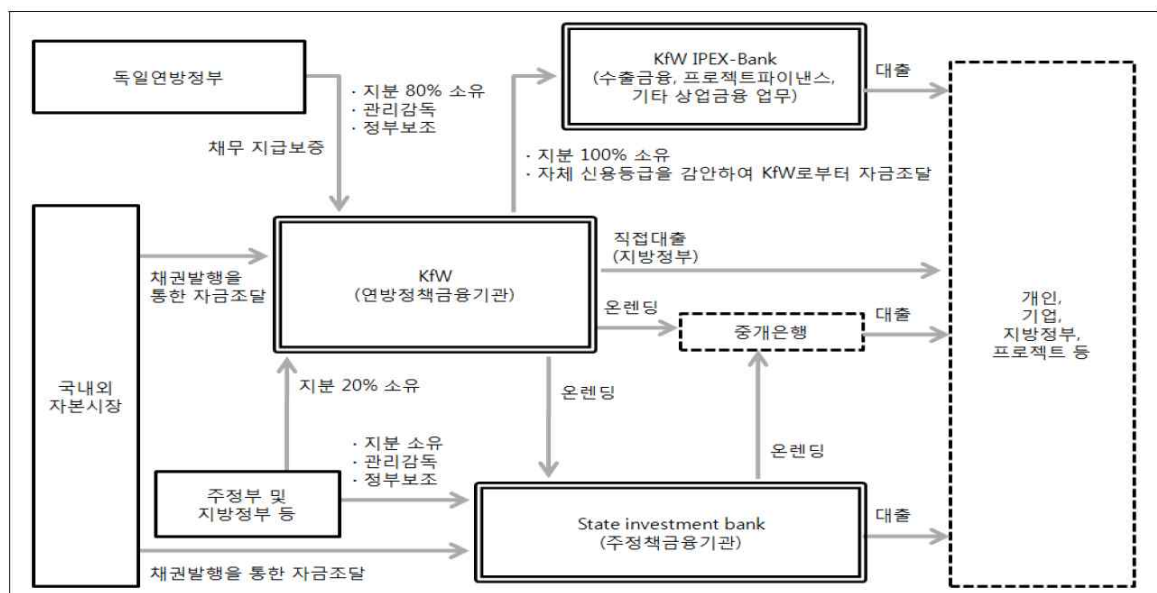 독일연방정부
· 지분 80% 소유
· 관리감독
· 정부보조
채무 지급보증
KfW IPEX-Bank
(수출금융, 프로젝트파이낸스,
기타 상업금융 업무)
대출
· 지분 100% 소유
· 자체 신용등급을 감안하여 KfW로부터 자금조달
국내외
자본시장
채권발행을
통한 자금조달
KfW
(연방정책금융기관)
직접대출
(지방정부)
온렌딩
중개은행
대출
개인,
기업,
지방정부,
프로젝트 등
지분 20% 소유
온렌딩
온렌딩
· 지분 소유
· 관리감독
· 정부보조
주정부 및
지방정부 등
State investment bank
(주정책금융기관)
대출
채권발행을 통한 자금조달